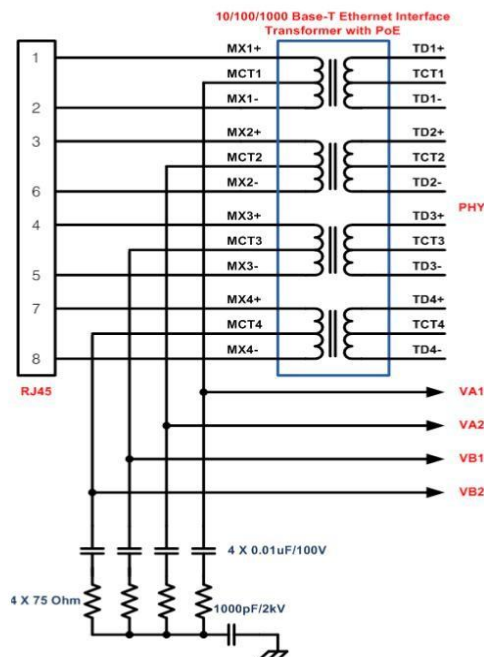 10/100/1000 Base-T Ethernet Interface
Transformer with PoE
1 MX1+ TD1+
MCT1 TCT1
2 MX1- TD1-
3 MX2+ TD2+
MCT2 TCT2
6 MX2- TD2-
PHY
4 MX3+ TD3+
MCT3 TCT3
5 MX3- TD3-
7 MX4+ TD4+
MCT4 TCT4
8 MX4- TD4-
RJ45
VA1
VA2
VB1
VB2
4 X 0.01uF/100V
4 X 75 Ohm
1000pF/2kV